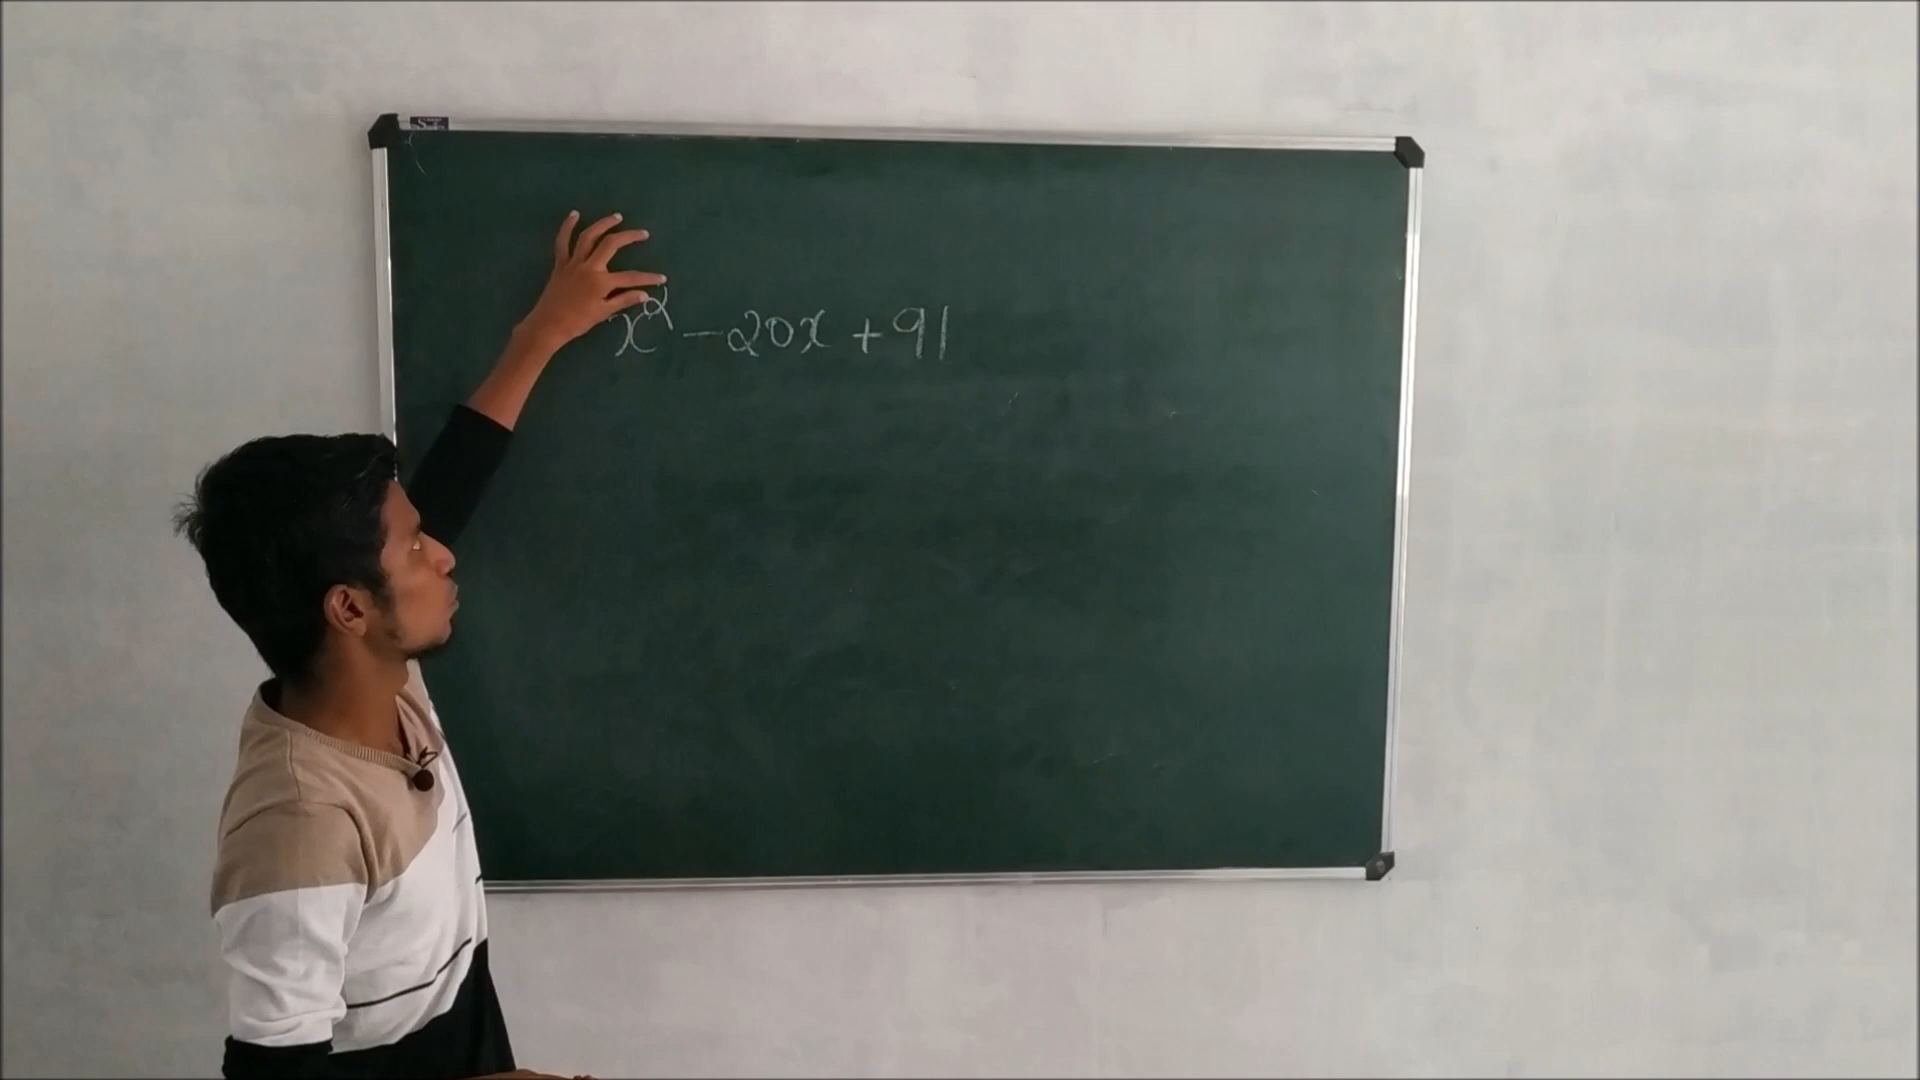 x² - 20x + 91